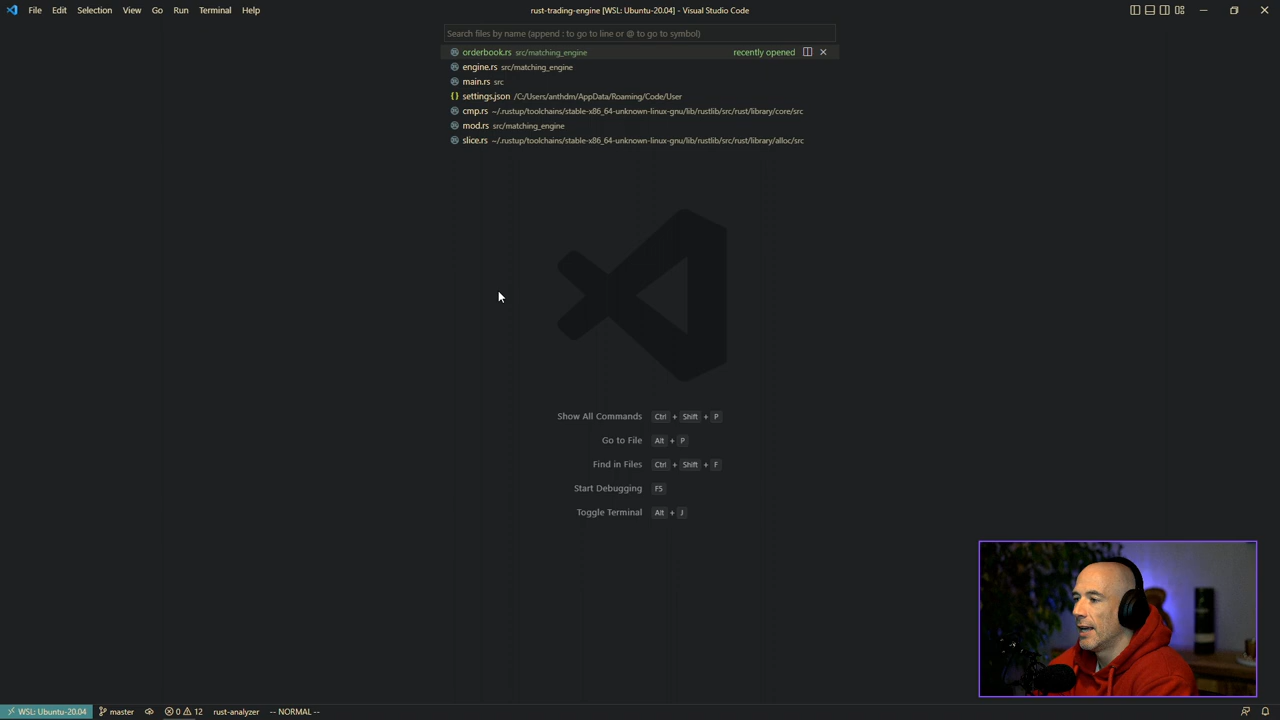 File Edit Selection View Go Run Terminal Help
rust-trading-engine [WSL: Ubuntu-20.04] - Visual Studio Code
Search files by name (append : to go to line or @ to go to symbol)
orderbook.rs src/matching_engine recently opened
engine.rs src/matching_engine
main.rs src
settings.json /C:/Users/anthdm/AppData/Roaming/Code/User
cmp.rs ~/.rustup/toolchains/stable-x86_64-unknown-linux-gnu/lib/rustlib/src/rust/library/core/src
mod.rs src/matching_engine
slice.rs ~/.rustup/toolchains/stable-x86_64-unknown-linux-gnu/lib/rustlib/src/rust/library/alloc/src
Show All Commands Ctrl + Shift + P
Go to File Alt + P
Find in Files Ctrl + Shift + F
Start Debugging F5
Toggle Terminal Alt + J
WSL: Ubuntu-20.04 master 0 12 rust-analyzer -- NORMAL --